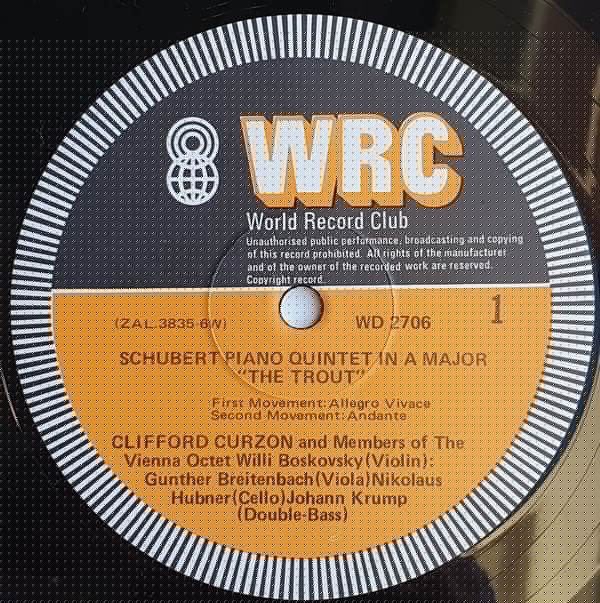 WRC
World Record Club
Unauthorised public performance, broadcasting and copying
of this record prohibited. All rights of the manufacturer
and of the owner of the recorded work are reserved.
Copyright record.
(ZAL.3835-6W)
WD 2706
1
SCHUBERT PIANO QUINTET IN A MAJOR
"THE TROUT"
First Movement: Allegro Vivace
Second Movement: Andante
CLIFFORD CURZON and Members of The
Vienna Octet Willi Boskovsky (Violin):
Gunther Breitenbach (Viola) Nikolaus
Hubner (Cello) Johann Krump
(Double-Bass)